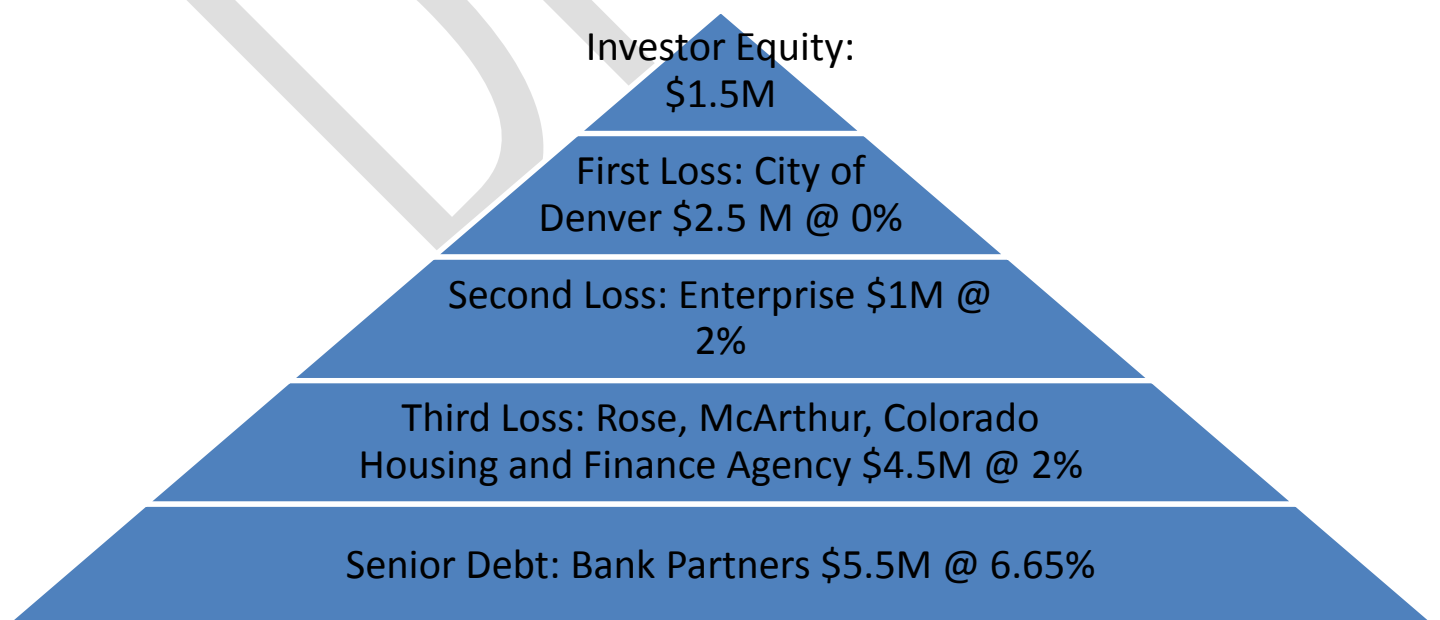 Investor Equity:
$1.5M
First Loss: City of
Denver $2.5 M @ 0%
Second Loss: Enterprise $1M @
2%
Third Loss: Rose, McArthur, Colorado
Housing and Finance Agency $4.5M @ 2%
Senior Debt: Bank Partners $5.5M @ 6.65%